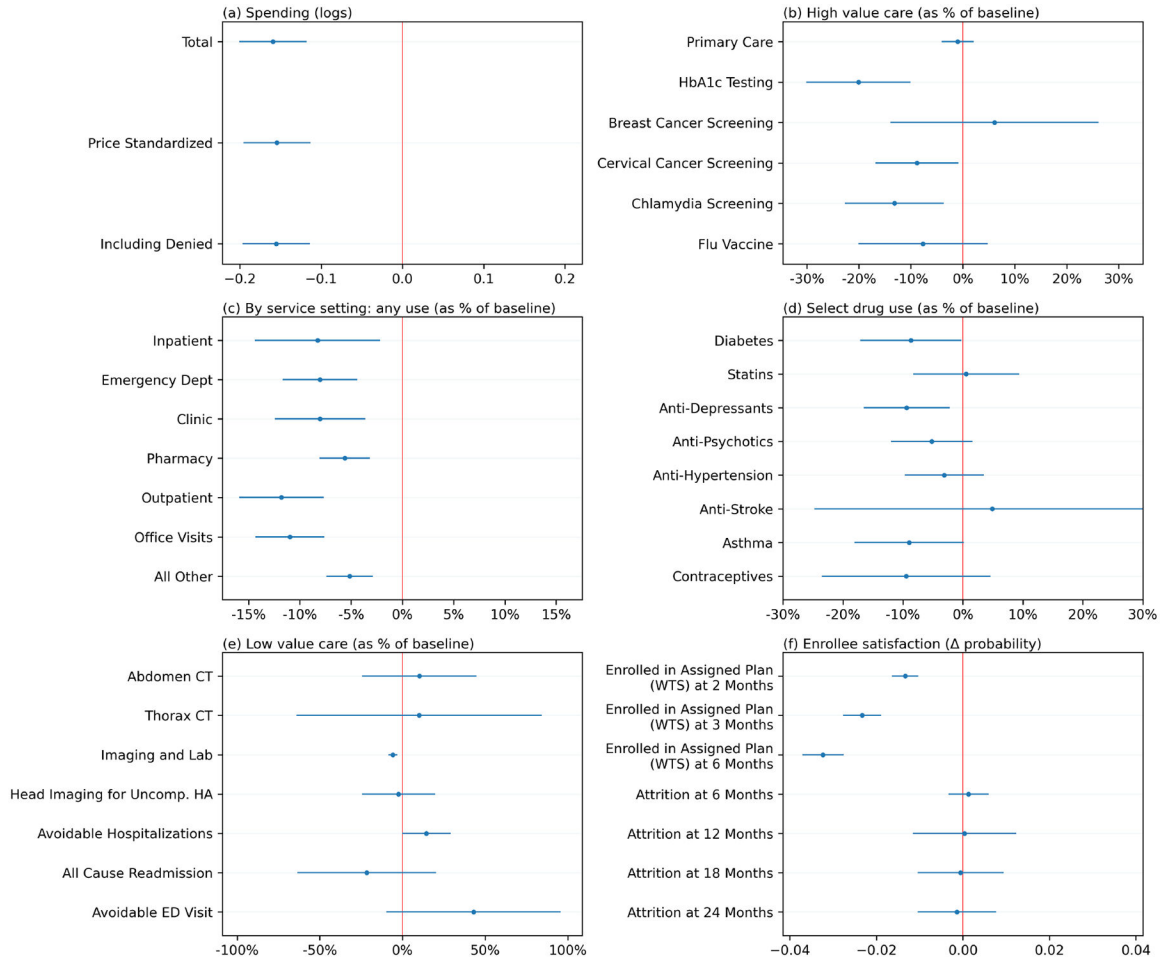 (a) Spending (logs)
Total
Price Standardized
Including Denied
−0.2 −0.1 0.0 0.1 0.2
(b) High value care (as % of baseline)
Primary Care
HbA1c Testing
Breast Cancer Screening
Cervical Cancer Screening
Chlamydia Screening
Flu Vaccine
-30% -20% -10% 0% 10% 20% 30%
(c) By service setting: any use (as % of baseline)
Inpatient
Emergency Dept
Clinic
Pharmacy
Outpatient
Office Visits
All Other
-15% -10% -5% 0% 5% 10% 15%
(d) Select drug use (as % of baseline)
Diabetes
Statins
Anti-Depressants
Anti-Psychotics
Anti-Hypertension
Anti-Stroke
Asthma
Contraceptives
-30% -20% -10% 0% 10% 20% 30%
(e) Low value care (as % of baseline)
Abdomen CT
Thorax CT
Imaging and Lab
Head Imaging for Uncomp. HA
Avoidable Hospitalizations
All Cause Readmission
Avoidable ED Visit
-100% -50% 0% 50% 100%
(f) Enrollee satisfaction (Δ probability)
Enrolled in Assigned Plan
(WTS) at 2 Months
Enrolled in Assigned Plan
(WTS) at 3 Months
Enrolled in Assigned Plan
(WTS) at 6 Months
Attrition at 6 Months
Attrition at 12 Months
Attrition at 18 Months
Attrition at 24 Months
−0.04 −0.02 0.00 0.02 0.04